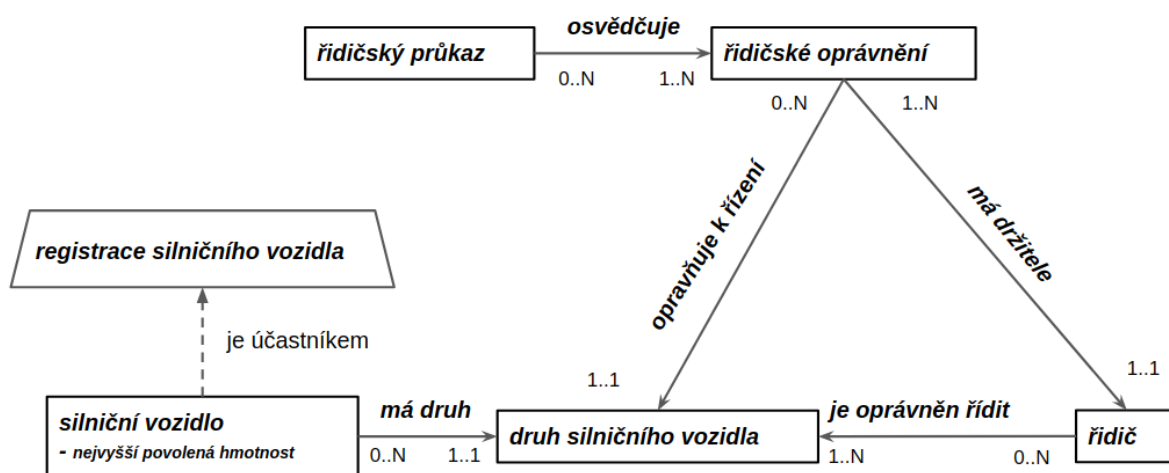 osvědčuje
řidičský průkaz
řidičské oprávnění
0..N
1..N
0..N
1..N
opravňuje k řízení
má držitele
registrace silničního vozidla
je účastníkem
1..1
1..1
silniční vozidlo
- nejvyšší povolená hmotnost
má druh
0..N
1..1
druh silničního vozidla
je oprávněn řídit
1..N
0..N
řidič